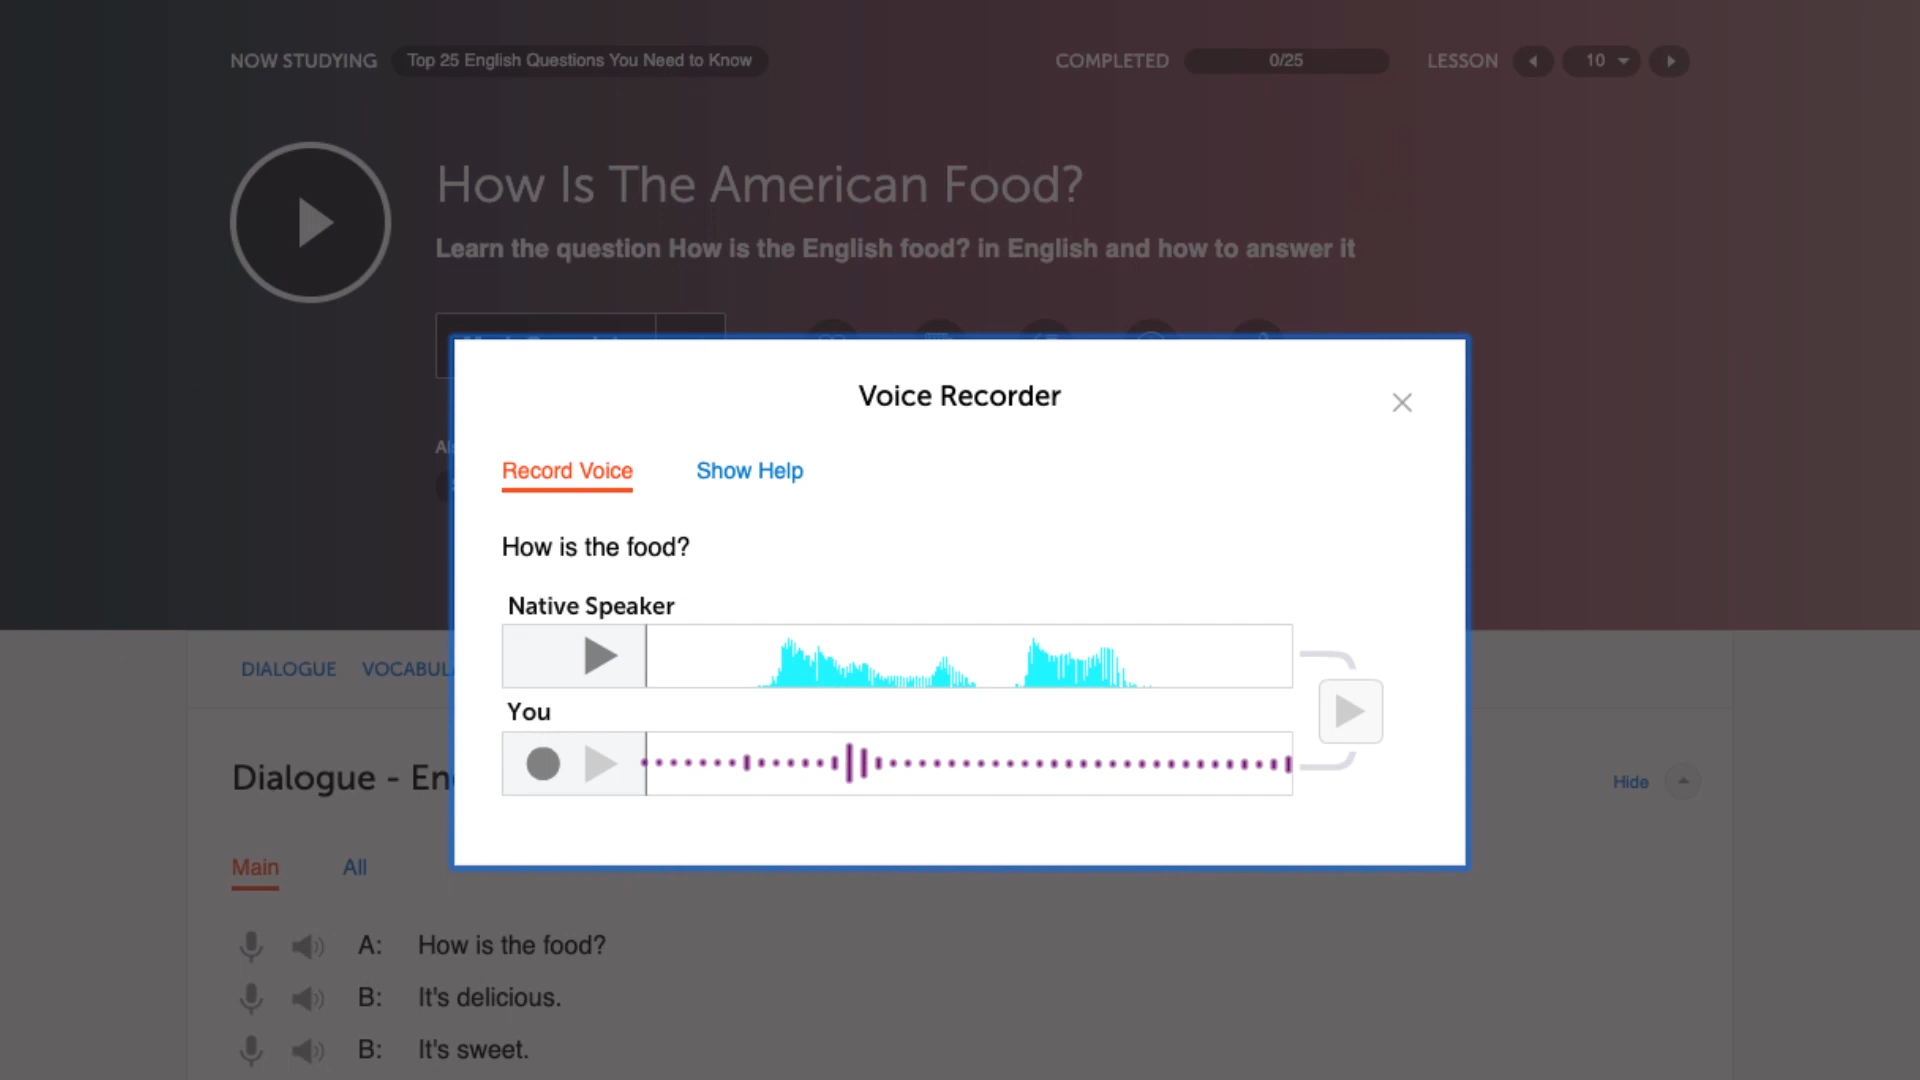 NOW STUDYING Top 25 English Questions You Need to Know COMPLETED 0/25 LESSON 10
How Is The American Food?
Learn the question How is the English food? in English and how to answer it
Voice Recorder
Record Voice Show Help
How is the food?
Native Speaker
You
DIALOGUE
Dialogue
Hide
Main All
A: How is the food?
B: It's delicious.
B: It's sweet.